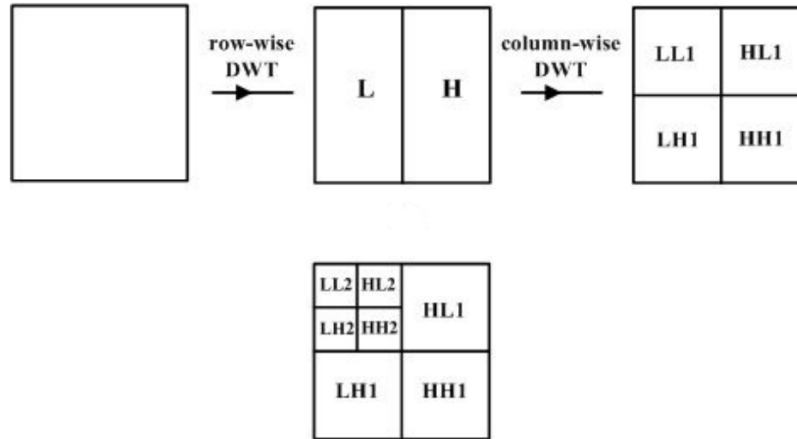 row-wise
DWT
L H
column-wise
DWT
LL1 HL1
LH1 HH1
LL2 HL2
LH2 HH2
HL1
LH1 HH1